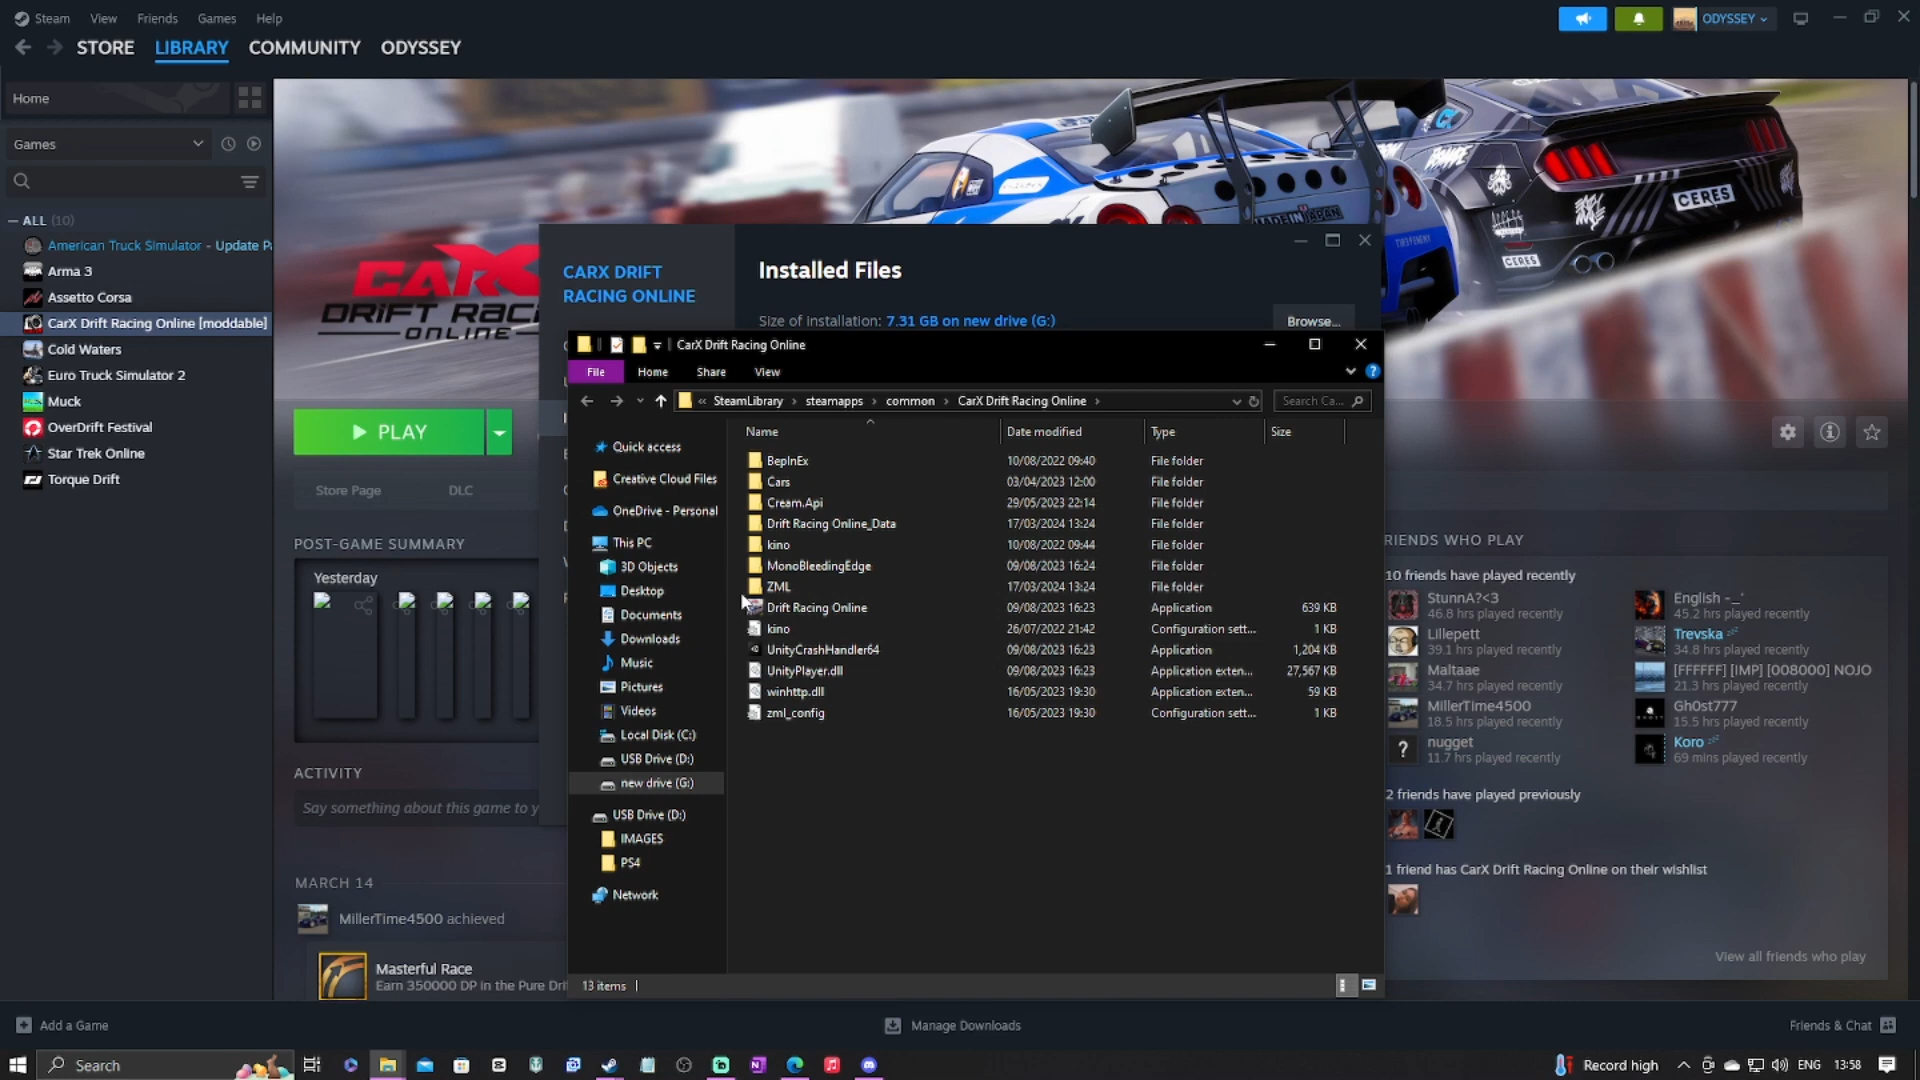 Steam View Friends Games Help
ODYSSEY
STORE LIBRARY COMMUNITY ODYSSEY
Home
Games
ALL (10)
American Truck Simulator - Update Pa
Arma 3
Assetto Corsa
CarX Drift Racing Online [moddable]
Cold Waters
Euro Truck Simulator 2
Muck
OverDrift Festival
Star Trek Online
Torque Drift
MADE IN JAPAN
CERES
CERES
CARX
DRIFT RAC
ONLINE
PLAY
Store Page DLC
POST-GAME SUMMARY
Yesterday
ACTIVITY
Say something about this game to y
MARCH 14
MillerTime4500 achieved
Masterful Race
Earn 350000 DP in the Pure Dri
CARX DRIFT
RACING ONLINE
Installed Files
Size of installation: 7.31 GB on new drive (G:)
Browse...
CarX Drift Racing Online
File Home Share View
« SteamLibrary › steamapps › common › CarX Drift Racing Online ›
Search Ca...
Quick access
Creative Cloud Files
OneDrive - Personal
This PC
3D Objects
Desktop
Documents
Downloads
Music
Pictures
Videos
Local Disk (C:)
USB Drive (D:)
new drive (G:)
USB Drive (D:)
IMAGES
PS4
Network
Name Date modified Type Size
BepInEx 10/08/2022 09:40 File folder
Cars 03/04/2023 12:00 File folder
Cream.Api 29/05/2023 22:14 File folder
Drift Racing Online_Data 17/03/2024 13:24 File folder
kino 10/08/2022 09:44 File folder
MonoBleedingEdge 09/08/2023 16:24 File folder
ZML 17/03/2024 13:24 File folder
Drift Racing Online 09/08/2023 16:23 Application 639 KB
kino 26/07/2022 21:42 Configuration sett... 1 KB
UnityCrashHandler64 09/08/2023 16:23 Application 1,204 KB
UnityPlayer.dll 09/08/2023 16:23 Application exten... 27,567 KB
winhttp.dll 16/05/2023 19:30 Application exten... 59 KB
zml_config 16/05/2023 19:30 Configuration sett... 1 KB
13 items
RIENDS WHO PLAY
10 friends have played recently
StunnA?<3
46.8 hrs played recently
English -_'
45.2 hrs played recently
Lillepett
39.1 hrs played recently
Trevska
34.8 hrs played recently
Maltaae
34.7 hrs played recently
[FFFFFF] [IMP] [008000] NOJO
21.3 hrs played recently
MillerTime4500
18.5 hrs played recently
Gh0st777
15.5 hrs played recently
nugget
11.7 hrs played recently
Koro
69 mins played recently
2 friends have played previously
1 friend has CarX Drift Racing Online on their wishlist
View all friends who play
Add a Game
Manage Downloads
Friends & Chat
Search
Record high
ENG 13:58